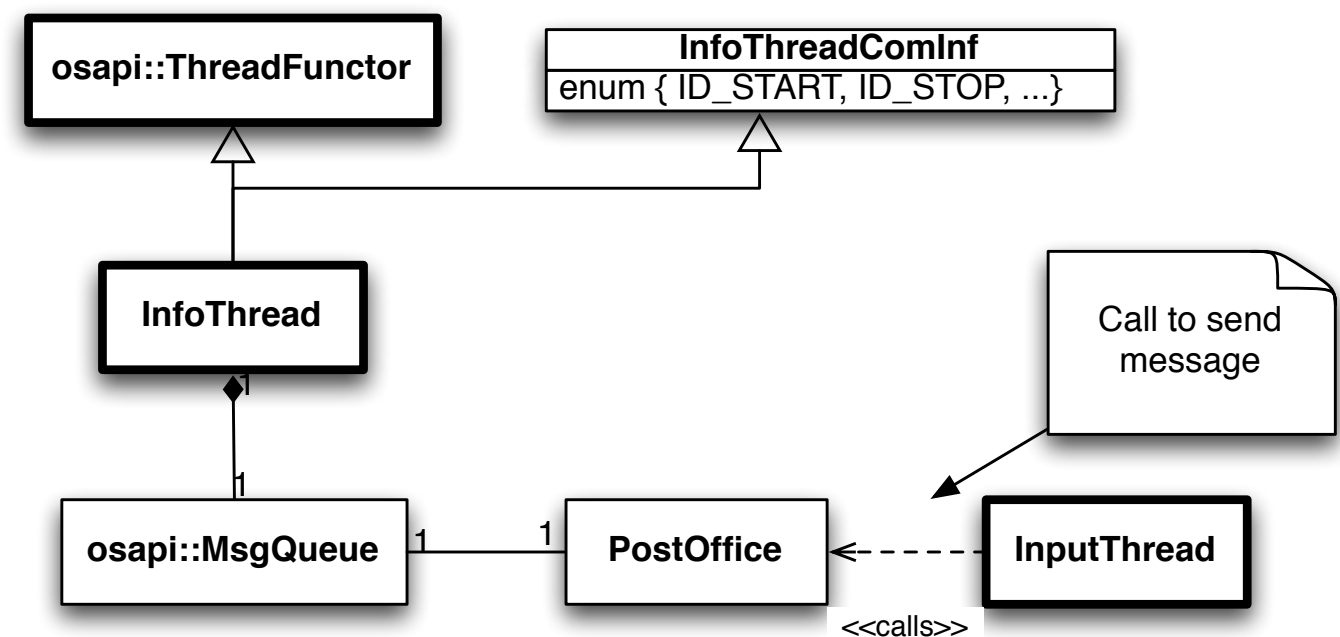 osapi::ThreadFunctor
InfoThreadComInf
enum { ID_START, ID_STOP, ...}
InfoThread
Call to send
message
1
1
osapi::MsgQueue
1
1
PostOffice
InputThread
<<calls>>